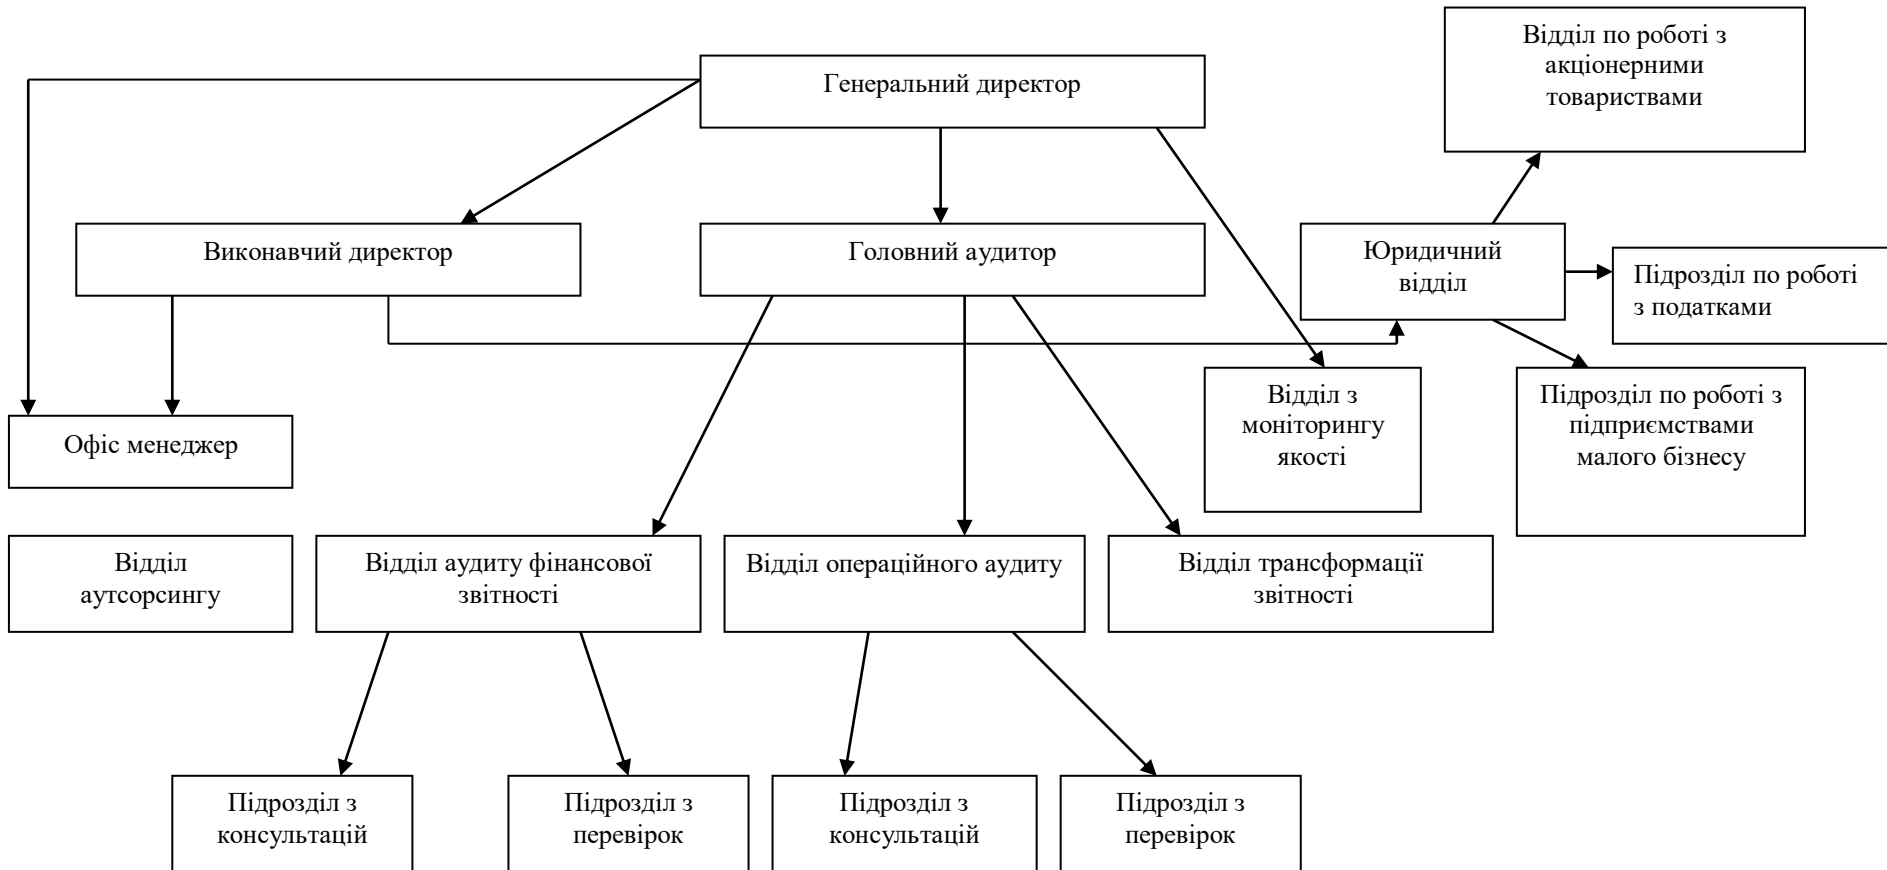 Відділ по роботі з
акціонерними
товариствами
Генеральний директор
Виконавчий директор
Головний аудитор
Юридичний
відділ
Підрозділ по роботі
з податками
Відділ з
моніторингу
якості
Підрозділ по роботі з
підприємствами
малого бізнесу
Офіс менеджер
Відділ
аутсорсингу
Відділ аудиту фінансової
звітності
Відділ операційного аудиту
Відділ трансформації
звітності
Підрозділ з
консультацій
Підрозділ з
перевірок
Підрозділ з
консультацій
Підрозділ з
перевірок